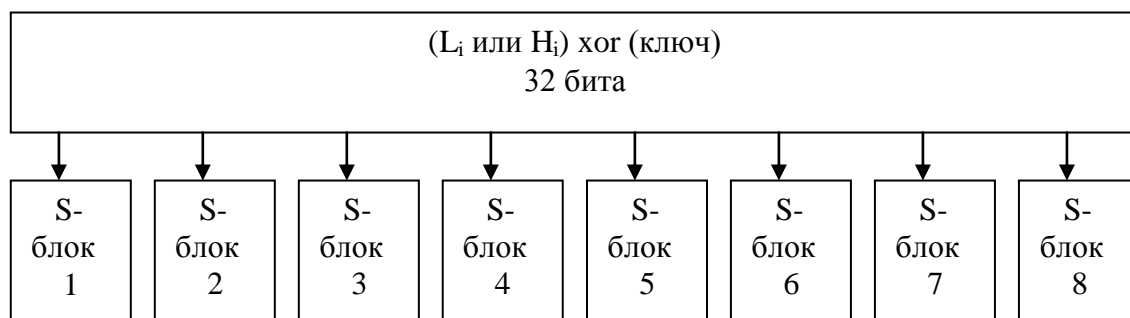 (Lᵢ или Hᵢ) xor (ключ)
32 бита
S-
блок
1
S-
блок
2
S-
блок
3
S-
блок
4
S-
блок
5
S-
блок
6
S-
блок
7
S-
блок
8